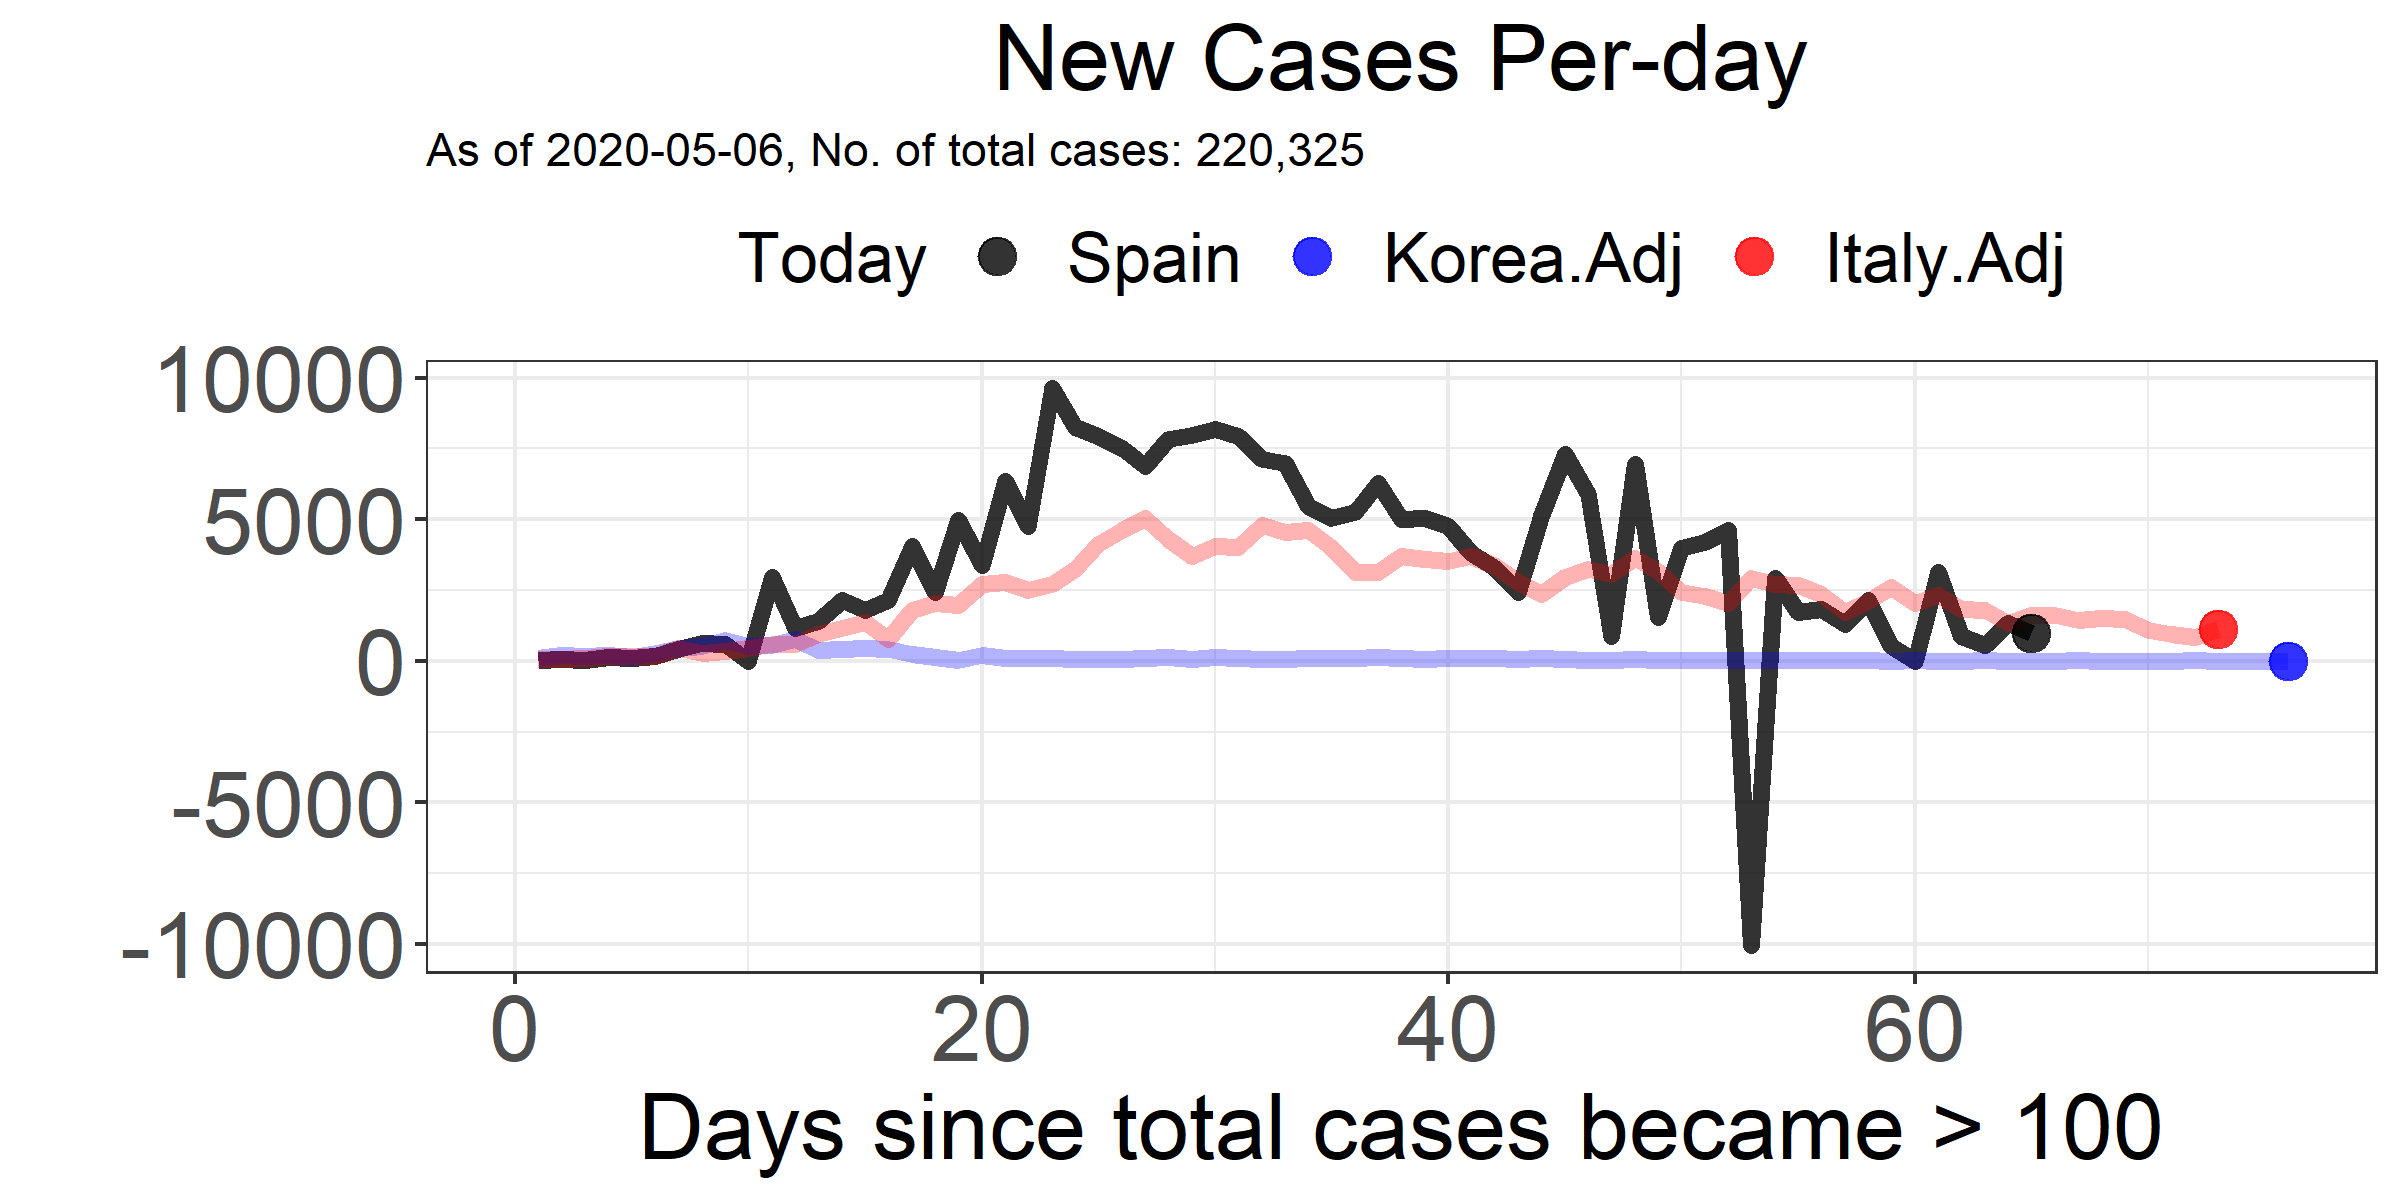 New Cases Per-day
As of 2020-05-06, No. of total cases: 220,325
Today Spain Korea.Adj Italy.Adj
10000
5000
0
-5000
-10000
0 20 40 60
Days since total cases became > 100